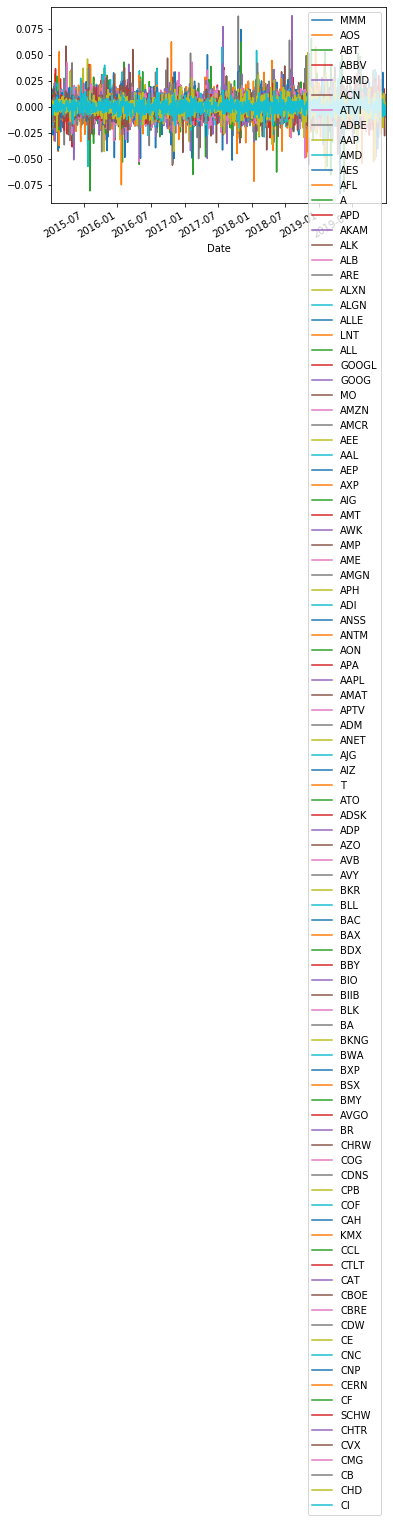 0.075
0.050
0.025
0.000
−0.025
−0.050
−0.075
2015-07
2016-01
2016-07
2017-01
2017-07
2018-01
2018-07
2019-01
2019-07
Date
MMM
AOS
ABT
ABBV
ABMD
ACN
ATVI
ADBE
AAP
AMD
AES
AFL
A
APD
AKAM
ALK
ALB
ARE
ALXN
ALGN
ALLE
LNT
ALL
GOOGL
GOOG
MO
AMZN
AMCR
AEE
AAL
AEP
AXP
AIG
AMT
AWK
AMP
AME
AMGN
APH
ADI
ANSS
ANTM
AON
APA
AAPL
AMAT
APTV
ADM
ANET
AJG
AIZ
T
ATO
ADSK
ADP
AZO
AVB
AVY
BKR
BLL
BAC
BAX
BDX
BBY
BIO
BIIB
BLK
BA
BKNG
BWA
BXP
BSX
BMY
AVGO
BR
CHRW
COG
CDNS
CPB
COF
CAH
KMX
CCL
CTLT
CAT
CBOE
CBRE
CDW
CE
CNC
CNP
CERN
CF
SCHW
CHTR
CVX
CMG
CB
CHD
CI